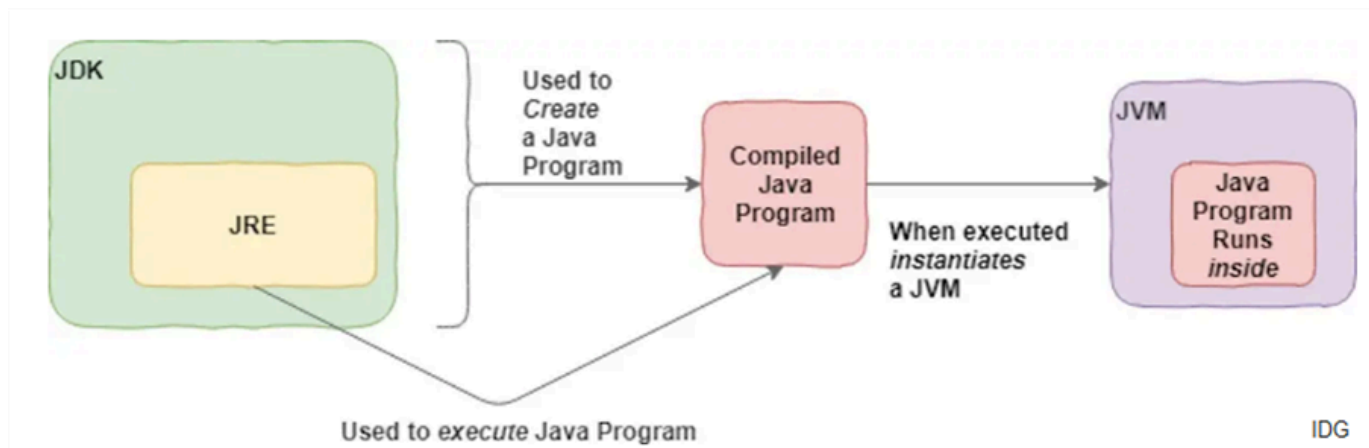 JDK
JRE
Used to
Create
a Java
Program
Compiled
Java
Program
When executed
instantiates
a JVM
JVM
Java
Program
Runs
inside
Used to execute Java Program
IDG